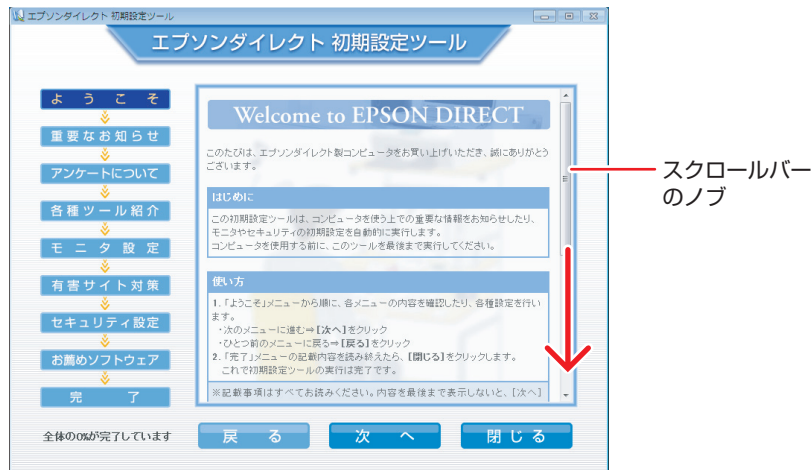 エプソンダイレクト 初期設定ツール
エプソンダイレクト 初期設定ツール
ようこそ
重要なお知らせ
アンケートについて
各種ツール紹介
モニタ設定
有害サイト対策
セキュリティ設定
お薦めソフトウェア
完了
Welcome to EPSON DIRECT
このたびは、エプソンダイレクト製コンピュータをお買い上げいただき、誠にありがとう
ございます。
はじめに
この初期設定ツールは、コンピュータを使う上での重要な情報をお知らせしたり、
モニタやセキュリティの初期設定を自動的に実行します。
コンピュータを使用する前に、このツールを最後まで実行してください。
使い方
1.「ようこそ」メニューから順に、各メニューの内容を確認したり、各種設定を行い
ます。
・次のメニューに進む⇒[次へ]をクリック
・ひとつ前のメニューに戻る⇒[戻る]をクリック
2.「完了」メニューの記載内容を読み終えたら、[閉じる]をクリックします。
これで初期設定ツールの実行は完了です。
※記載事項はすべてお読みください。内容を最後まで表示しないと、[次へ]
スクロールバー
のノブ
全体の0%が完了しています
戻る
次へ
閉じる